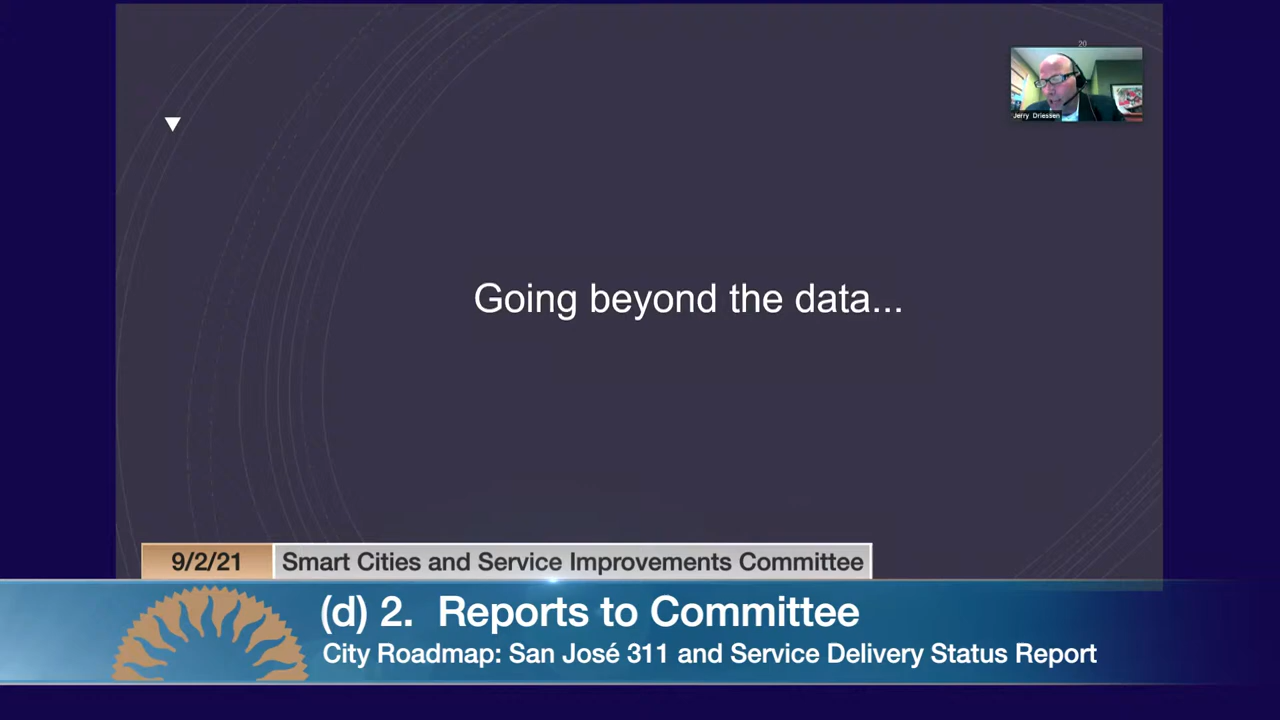 20
Jerry Driessen
Going beyond the data...
9/2/21
Smart Cities and Service Improvements Committee
(d) 2. Reports to Committee
City Roadmap: San José 311 and Service Delivery Status Report